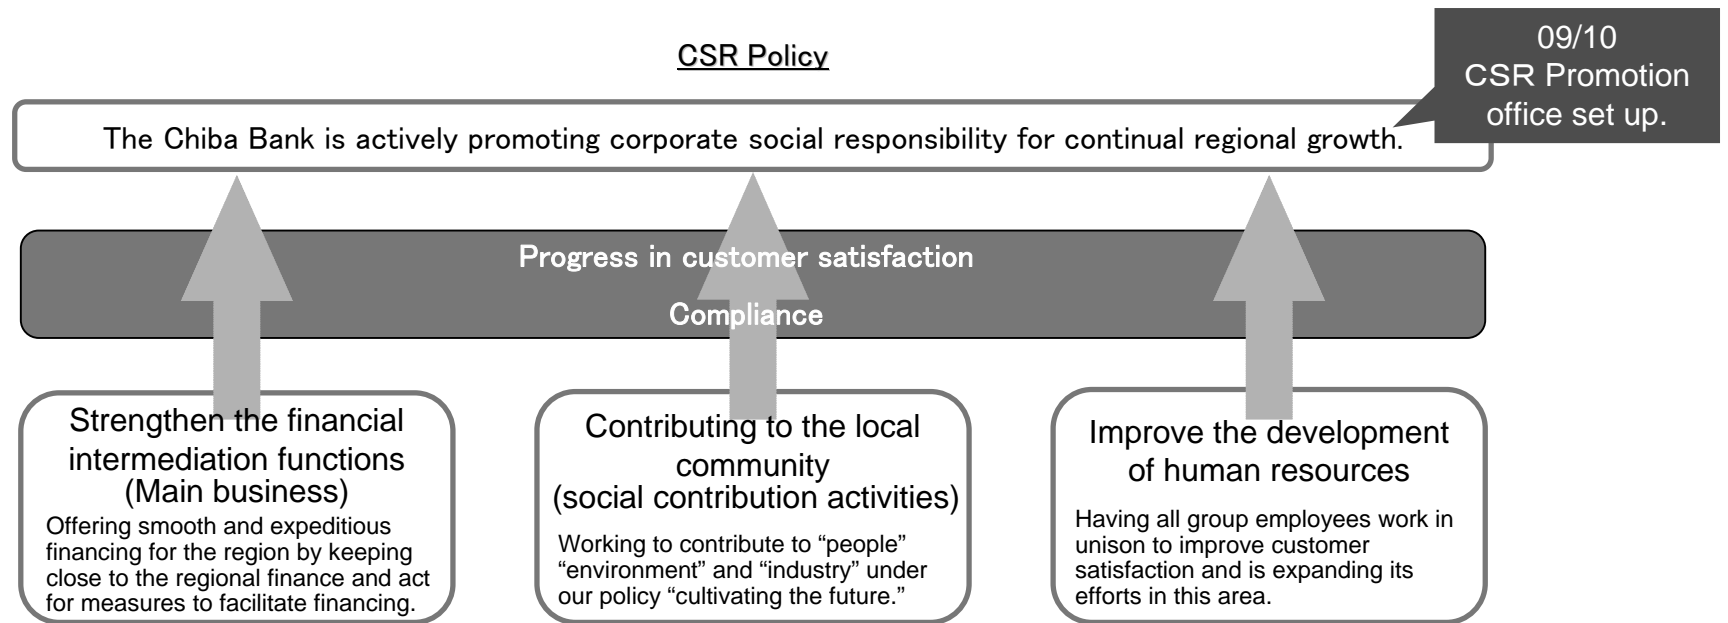 CSR Policy
09/10
CSR Promotion
office set up.
The Chiba Bank is actively promoting corporate social responsibility for continual regional growth.
Progress in customer satisfaction
Compliance
Strengthen the financial
intermediation functions
(Main business)
Offering smooth and expeditious
financing for the region by keeping
close to the regional finance and act
for measures to facilitate financing.
Contributing to the local
community
(social contribution activities)
Working to contribute to “people”
“environment” and “industry” under
our policy “cultivating the future.”
Improve the development
of human resources
Having all group employees work in
unison to improve customer
satisfaction and is expanding its
efforts in this area.